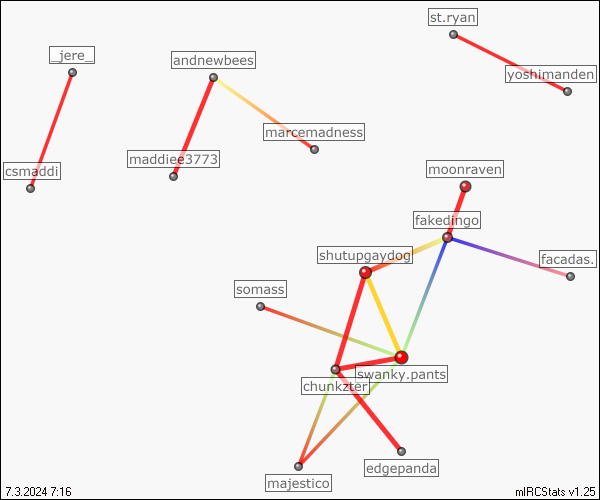 st.ryan
_jere_
andnewbees
yoshimanden
marcemadness
maddiee3773
csmaddi
moonraven
fakedingo
shutupgaydog
facadas.
somass
swanky.pants
chunkzter
edgepanda
majestico
7.3.2024 7:16
mIRCStats v1.25